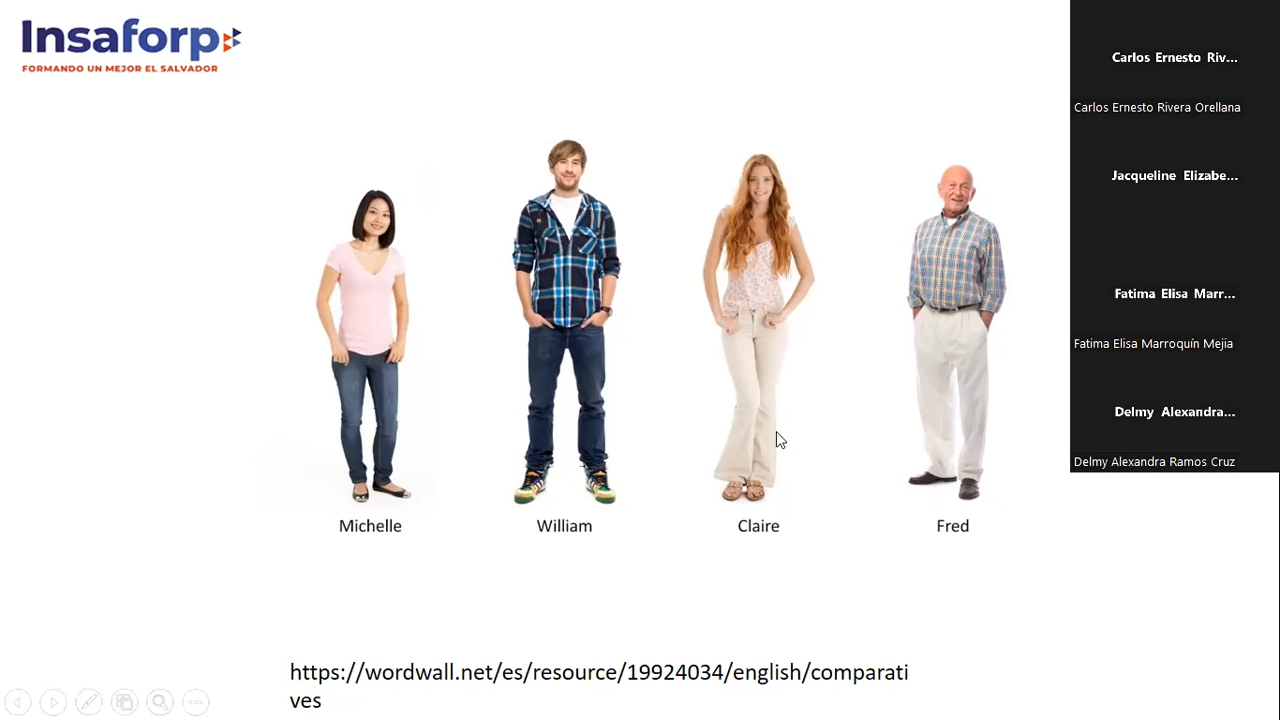 Insaforp
FORMANDO UN MEJOR EL SALVADOR
Carlos Ernesto Riv...
Carlos Ernesto Rivera Orellana
Jacqueline Elizabe...
Fatima Elisa Marr...
Fatima Elisa Marroquín Mejia
Delmy Alexandra...
Delmy Alexandra Ramos Cruz
Michelle
William
Claire
Fred
https://wordwall.net/es/resource/19924034/english/comparati
ves